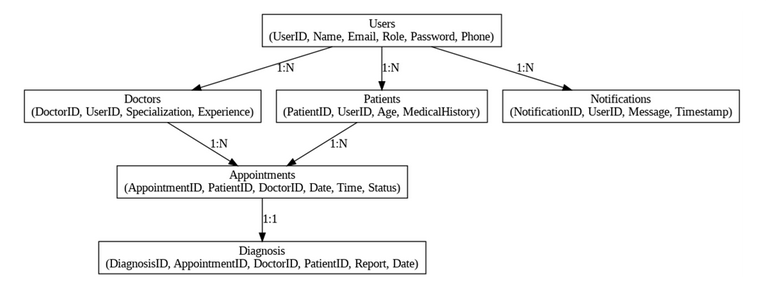 Users
(UserID, Name, Email, Role, Password, Phone)
1:N
1:N
1:N
Doctors
(DoctorID, UserID, Specialization, Experience)
Patients
(PatientID, UserID, Age, MedicalHistory)
Notifications
(NotificationID, UserID, Message, Timestamp)
1:N
1:N
Appointments
(AppointmentID, PatientID, DoctorID, Date, Time, Status)
1:1
Diagnosis
(DiagnosisID, AppointmentID, DoctorID, PatientID, Report, Date)